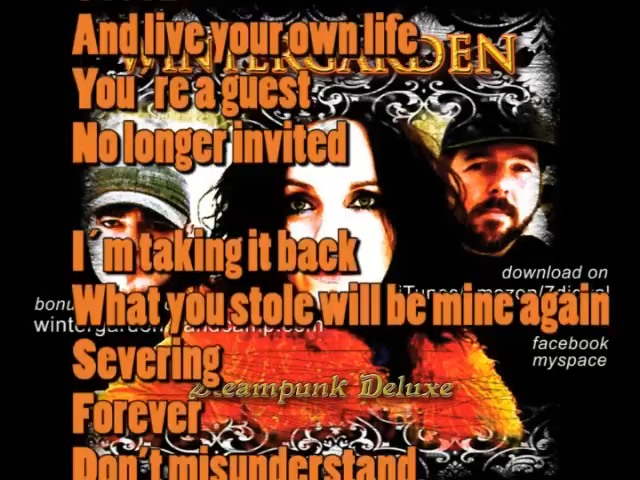 And live your own life
WINTERGARDEN
You´re a guest
No longer invited
I´m taking it back
download on
What you stole will be mine again
facebook
myspace
Severing
Steampunk Deluxe
Forever
Don´t misunderstand